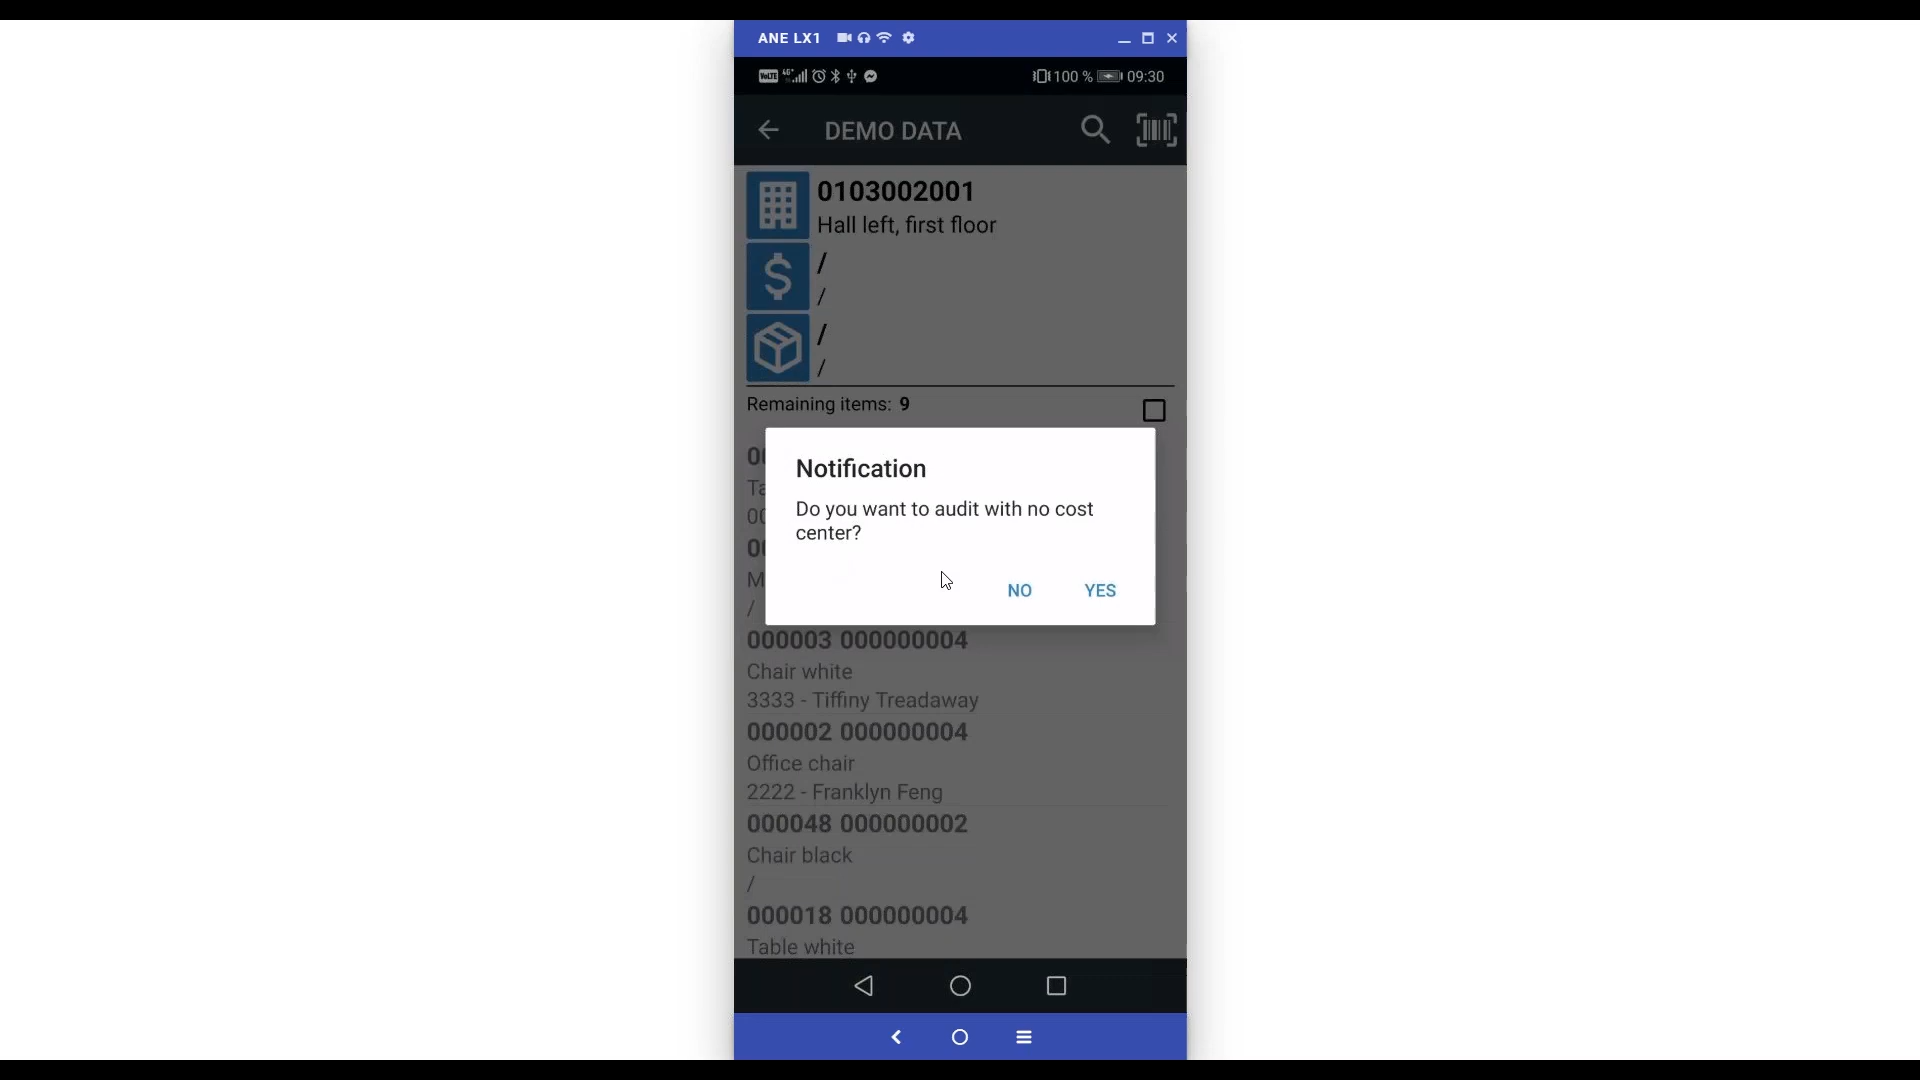 ANE LX1
VoLTE 4G+ 100 % 09:30
DEMO DATA
0103002001
Hall left, first floor
/
/
/
/
Remaining items: 9
Notification
Do you want to audit with no cost
center?
NO YES
/
000003 000000004
Chair white
3333 - Tiffiny Treadaway
000002 000000004
Office chair
2222 - Franklyn Feng
000048 000000002
Chair black
/
000018 000000004
Table white